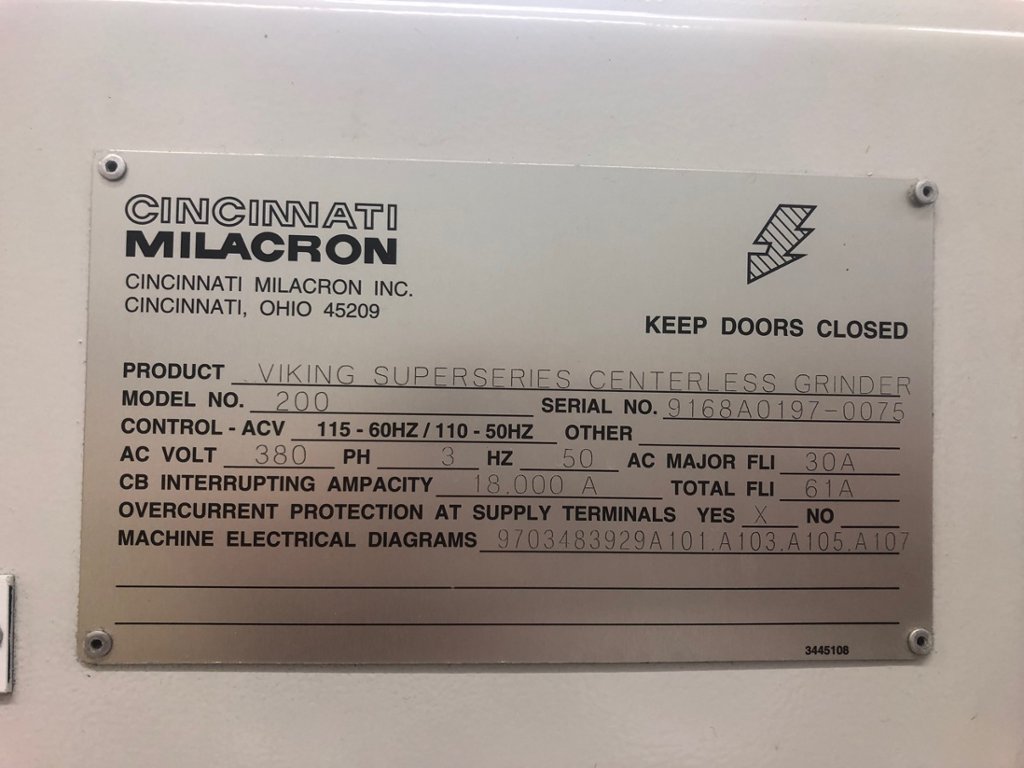 CINCINNATI
MILACRON
CINCINNATI MILACRON INC.
CINCINNATI, OHIO 45209
KEEP DOORS CLOSED
PRODUCT VIKING SUPERSERIES CENTERLESS GRINDER
MODEL NO. 200 SERIAL NO. 9168A0197-0075
CONTROL - ACV 115 - 60HZ / 110 - 50HZ OTHER
AC VOLT 380 PH 3 HZ 50 AC MAJOR FLI 30A
CB INTERRUPTING AMPACITY 18.000 A TOTAL FLI 61A
OVERCURRENT PROTECTION AT SUPPLY TERMINALS YES X NO
MACHINE ELECTRICAL DIAGRAMS 9703483929A101.A103.A105.A107
3445108